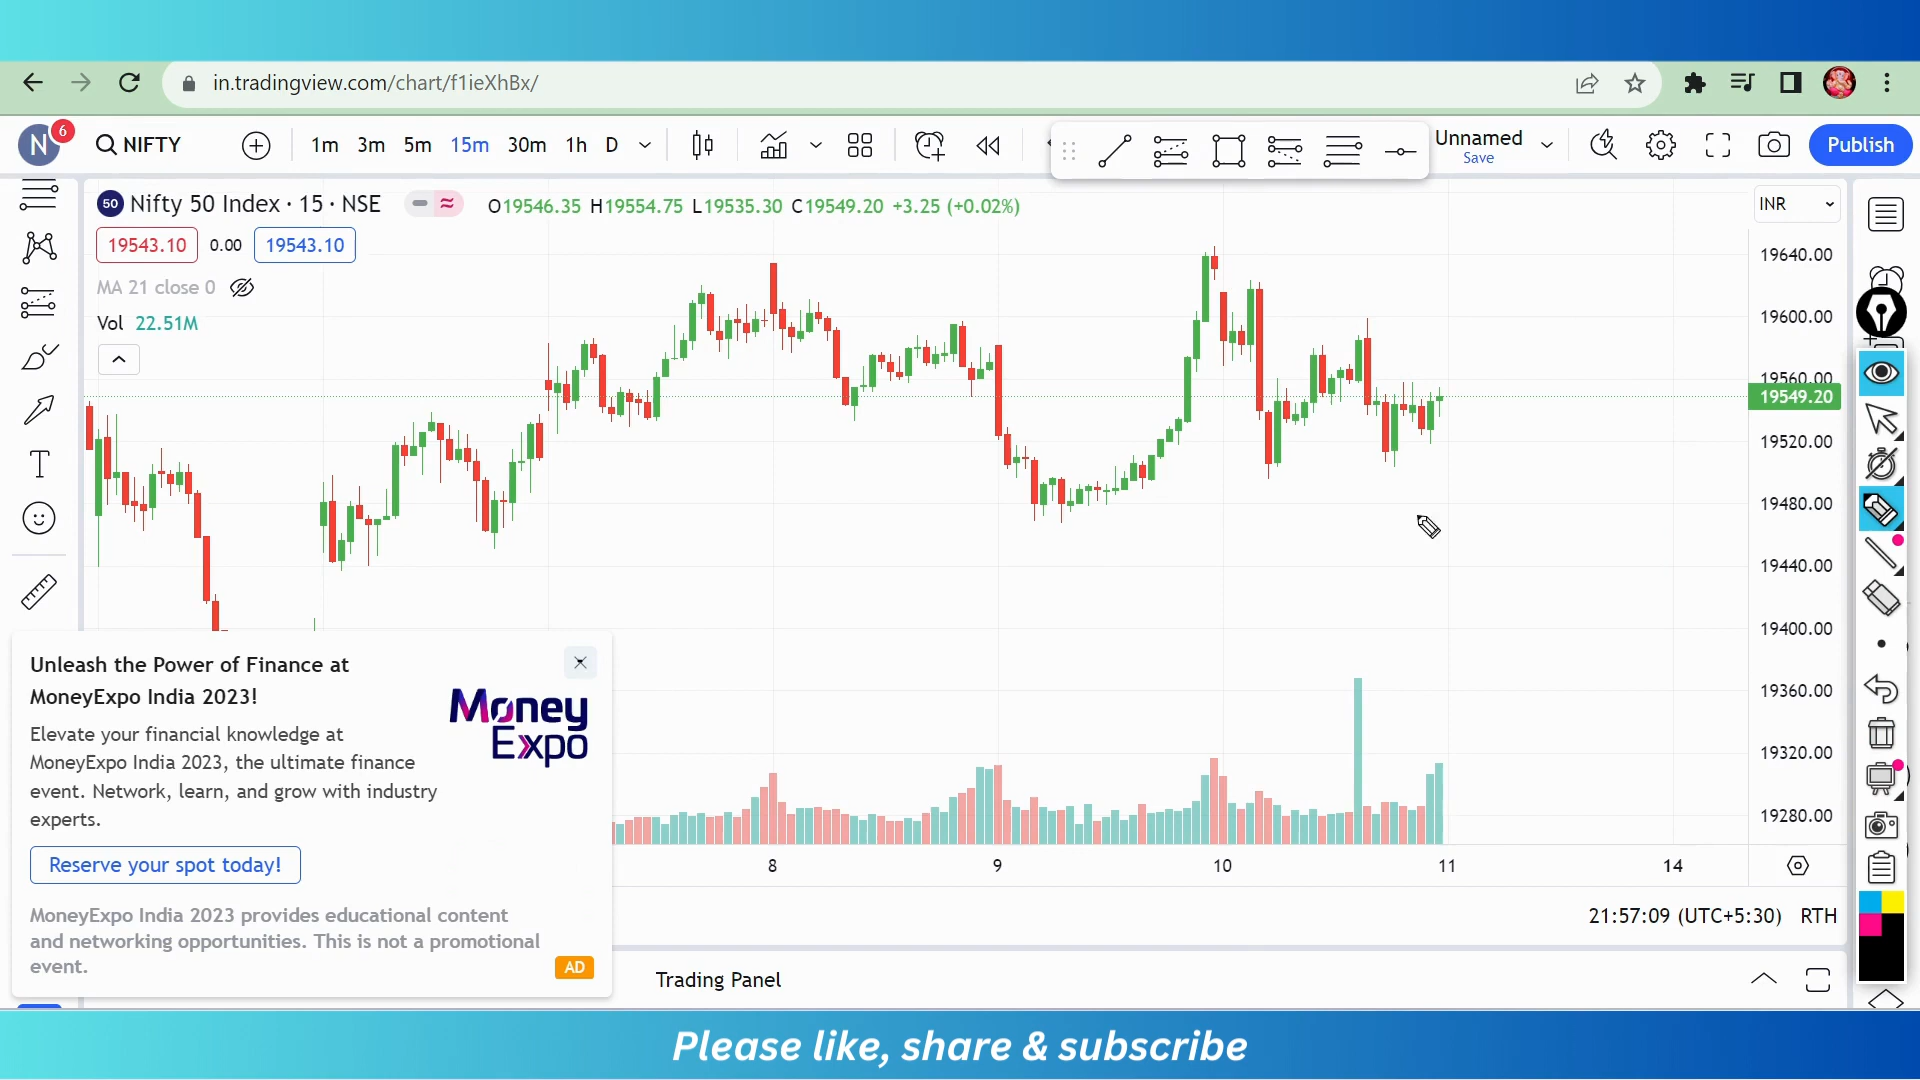 in.tradingview.com/chart/f1ieXhBx/
N 6 NIFTY 1m 3m 5m 15m 30m 1h D Unnamed Publish
Save
50 Nifty 50 Index · 15 · NSE O19546.35 H19554.75 L19535.30 C19549.20 +3.25 (+0.02%) INR
19543.10 0.00 19543.10
MA 21 close 0
Vol 22.51M
19640.00
19600.00
19560.00
19549.20
19520.00
19480.00
19440.00
19400.00
19360.00
19320.00
19280.00
Unleash the Power of Finance at
MoneyExpo India 2023!
Money
Expo
Elevate your financial knowledge at
MoneyExpo India 2023, the ultimate finance
event. Network, learn, and grow with industry
experts.
Reserve your spot today!
MoneyExpo India 2023 provides educational content
and networking opportunities. This is not a promotional
event.
AD
8 9 10 11 14
21:57:09 (UTC+5:30) RTH
Trading Panel
Please like, share & subscribe